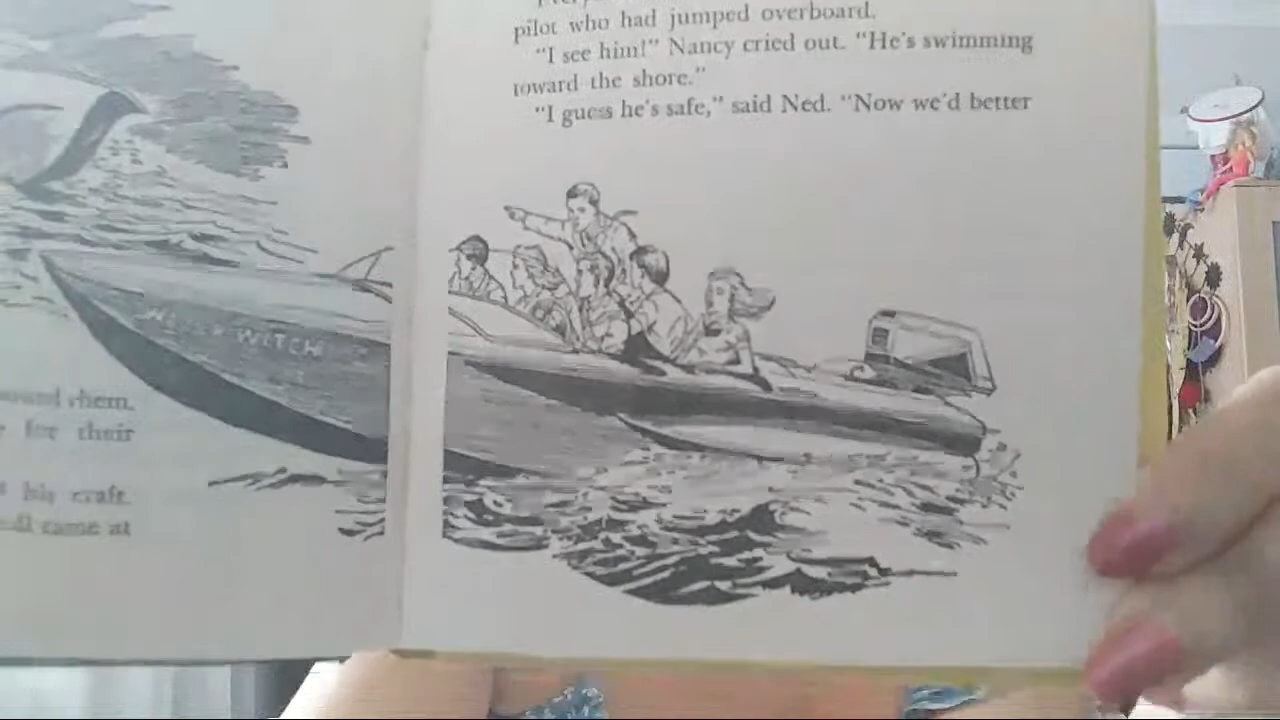 WITCH
them.
for their
his craft.
came at
pilot who had jumped overboard.
"I see him!" Nancy cried out. "He's swimming
toward the shore."
"I guess he's safe," said Ned. "Now we'd better